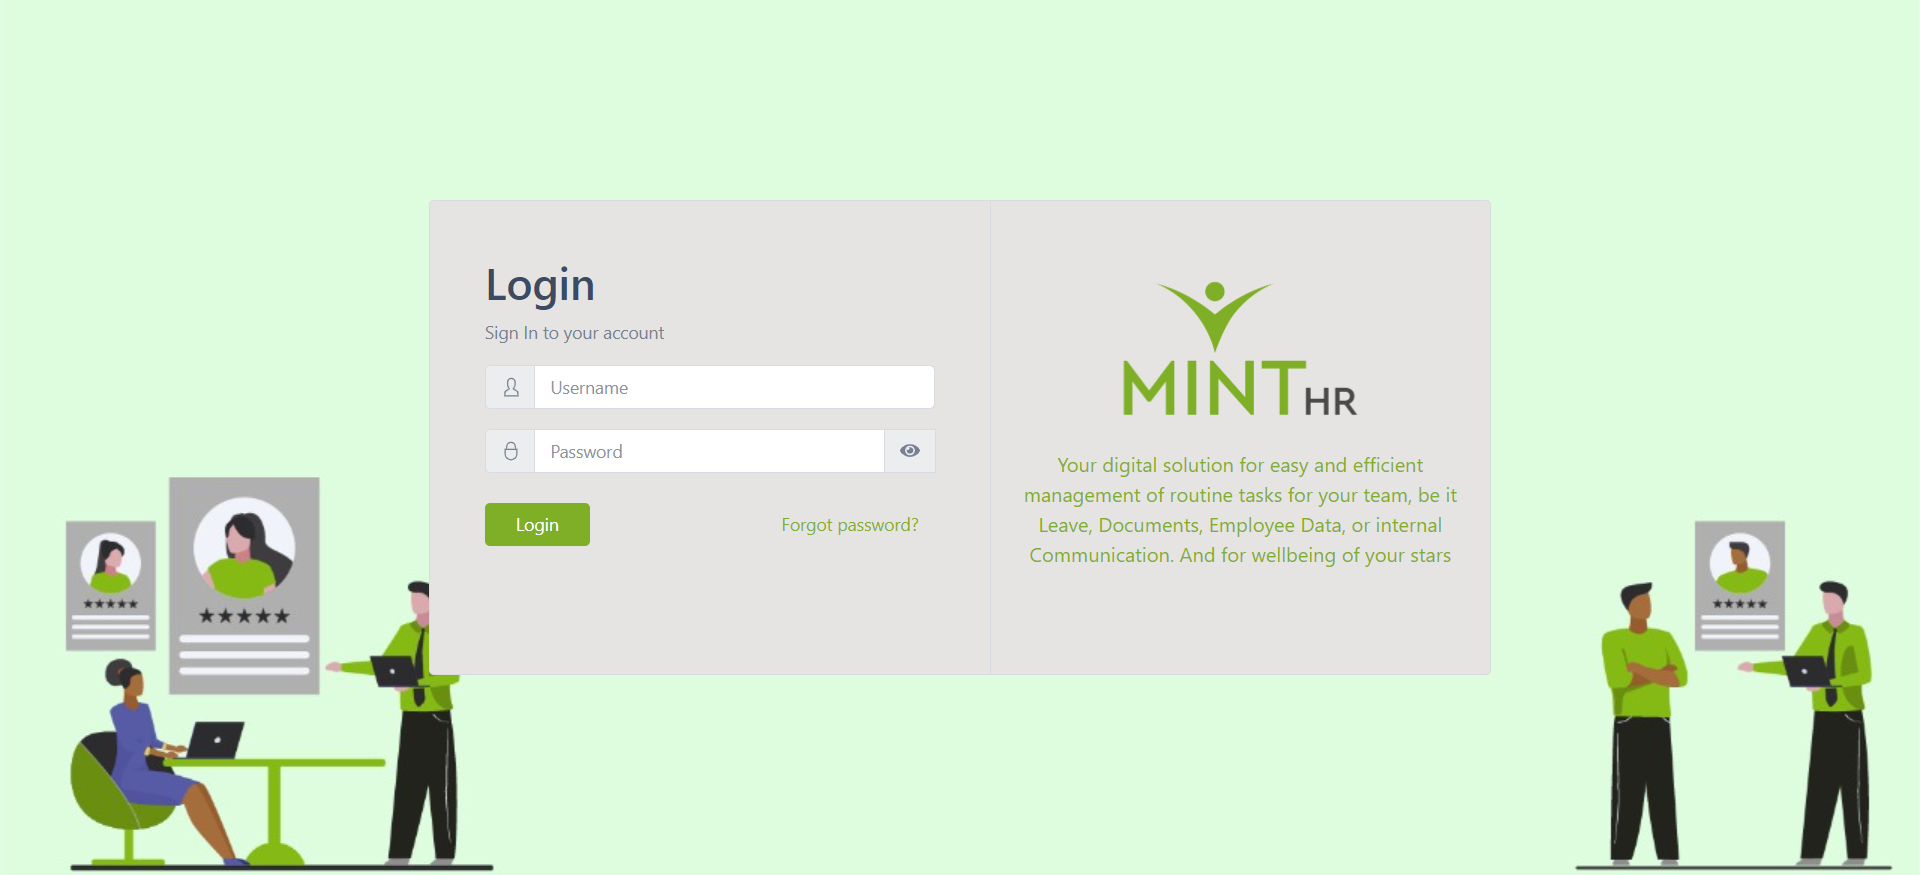 Login
Sign In to your account
Username
Password
Login
Forgot password?
MINT HR
Your digital solution for easy and efficient
management of routine tasks for your team, be it
Leave, Documents, Employee Data, or internal
Communication. And for wellbeing of your stars